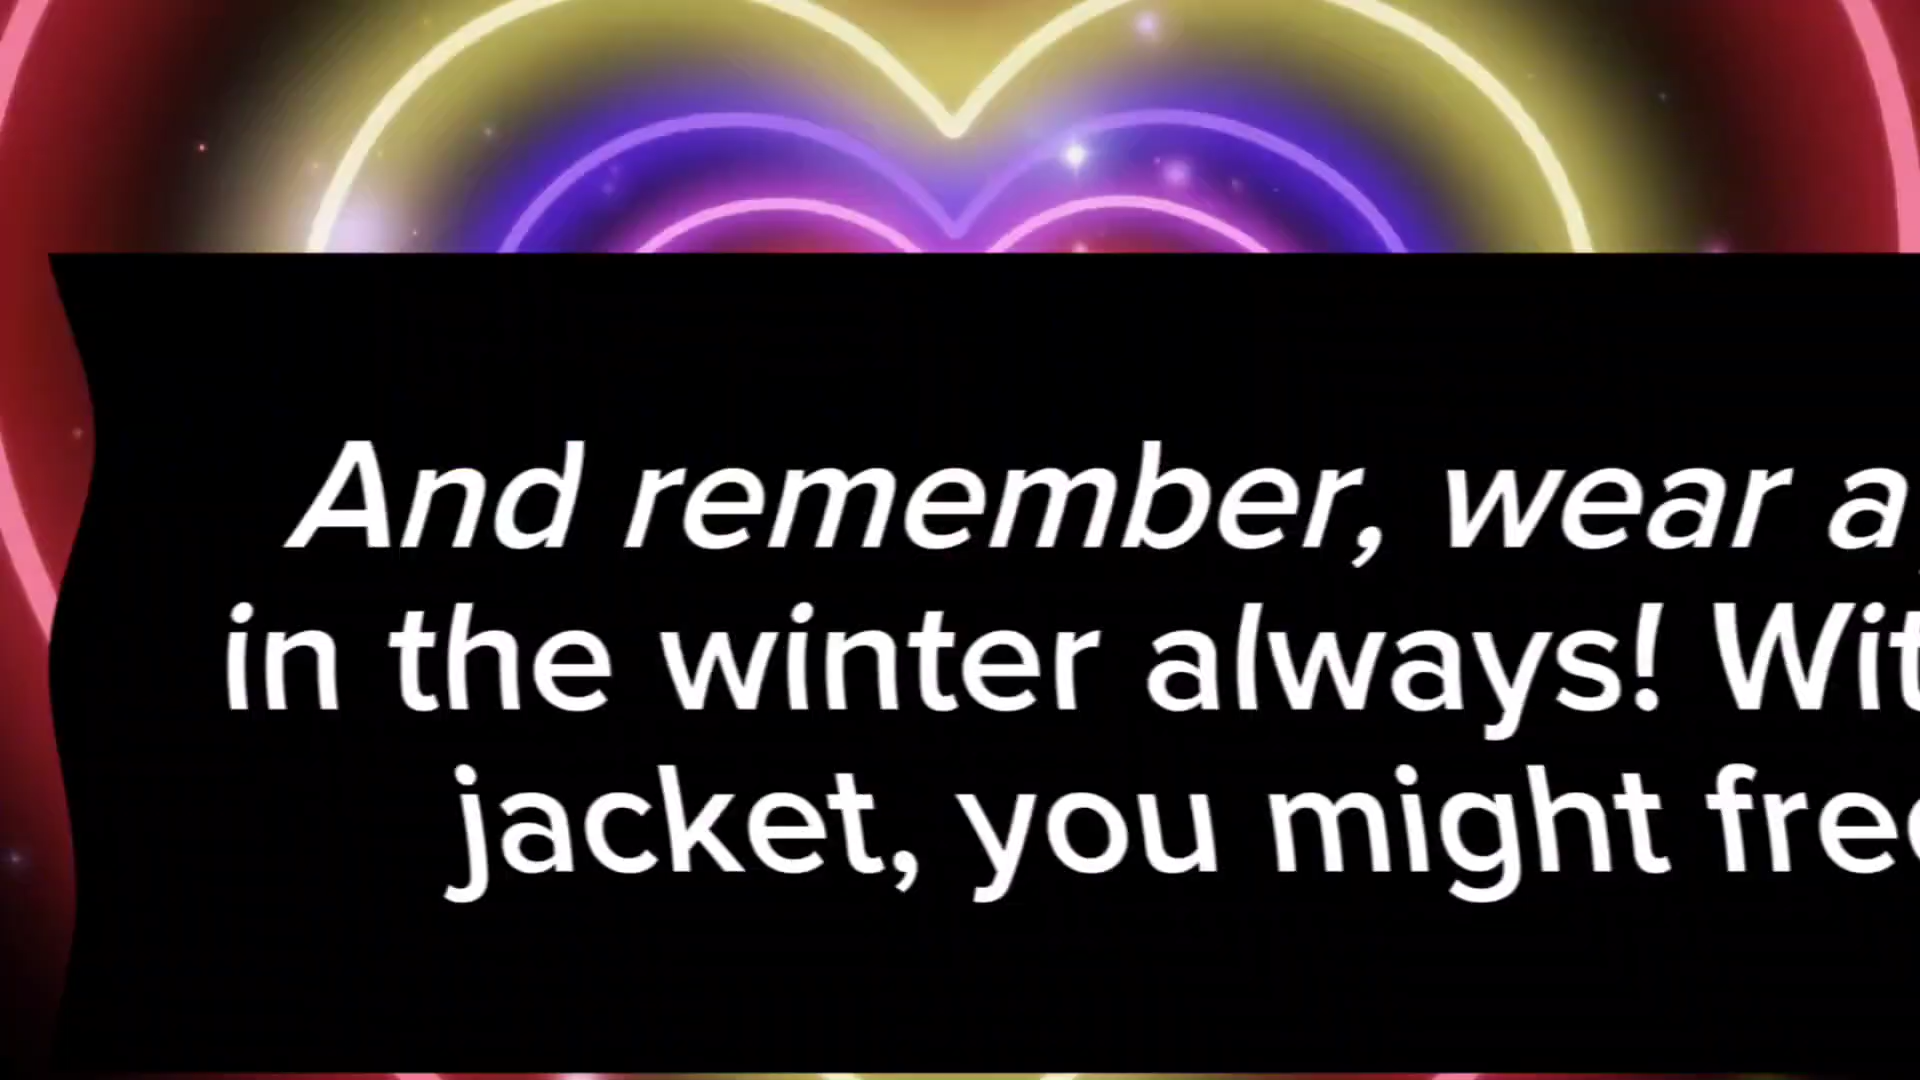 And remember, wear a
in the winter always! Wit
jacket, you might free